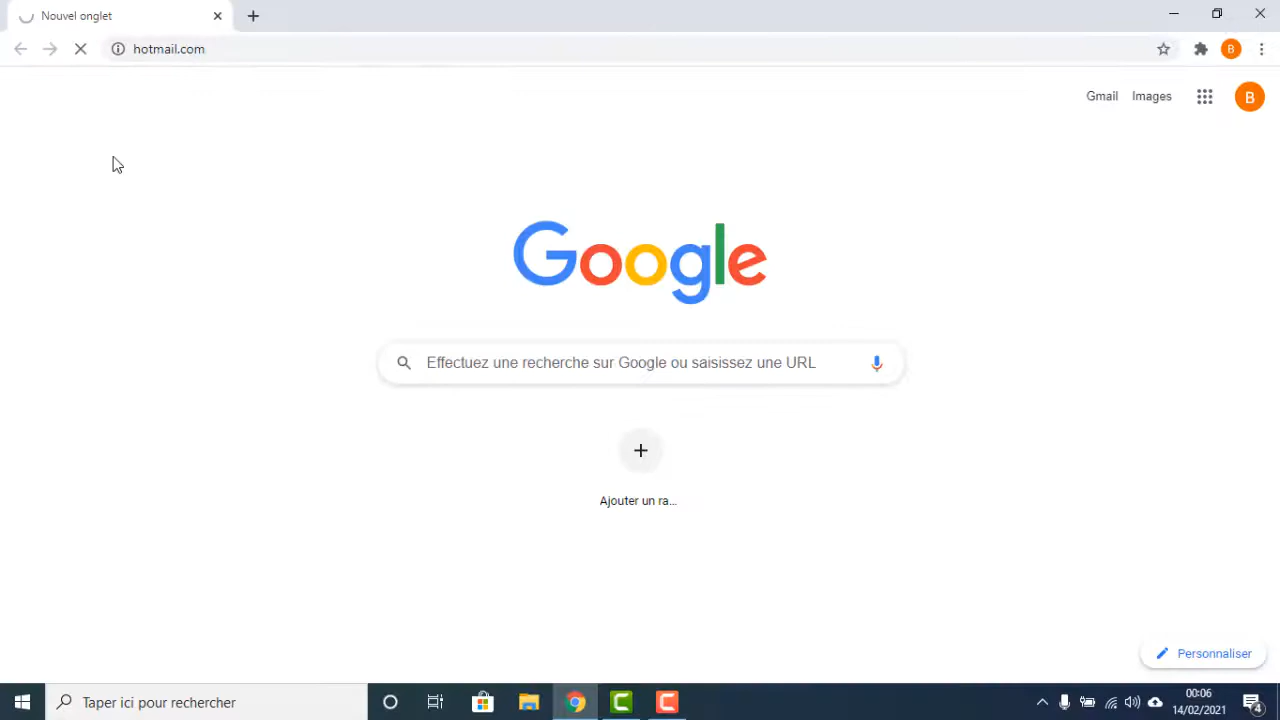 Nouvel onglet
hotmail.com
B
Gmail
Images
B
Google
Effectuez une recherche sur Google ou saisissez une URL
Ajouter un ra...
Personnaliser
Taper ici pour rechercher
00:06
14/02/2021
4